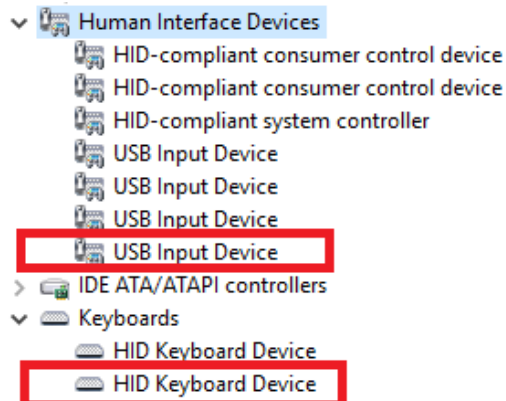 Human Interface Devices
HID-compliant consumer control device
HID-compliant consumer control device
HID-compliant system controller
USB Input Device
USB Input Device
USB Input Device
USB Input Device
IDE ATA/ATAPI controllers
Keyboards
HID Keyboard Device
HID Keyboard Device